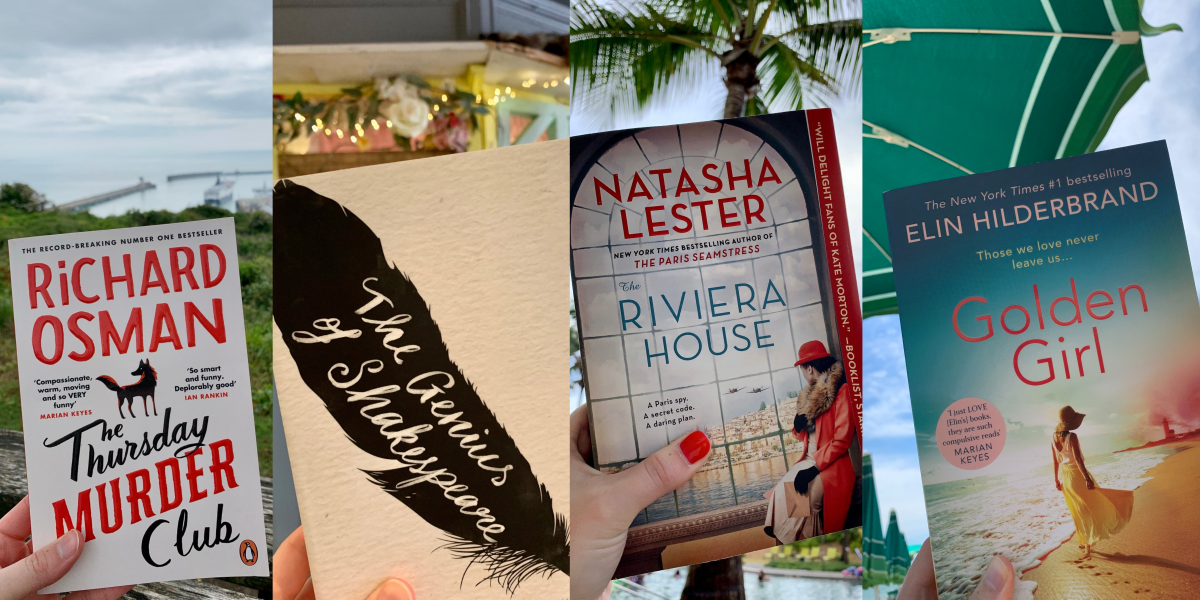 THE RECORD-BREAKING NUMBER ONE BESTSELLER
RiCHARD
OSMAN
'Compassionate,
warm, moving
and so VERY
funny'
MARIAN KEYES
'So smart
and funny.
Deplorably good'
IAN RANKIN
The
Thursday
MURDER
Club
The Genius
of Shakespeare
NATASHA
LESTER
NEW YORK TIMES BESTSELLING AUTHOR OF
THE PARIS SEAMSTRESS
The
RIVIERA
HOUSE
A Paris spy.
A secret code.
A daring plan.
"WILL DELIGHT FANS OF KATE MORTON." —BOOKLIST,
The New York Times #1 bestselling
ELIN HILDERBRAND
Those we love never
leave us...
Golden
Girl
'I just LOVE
[Elin's] books,
they are such
compulsive reads'
MARIAN
KEYES